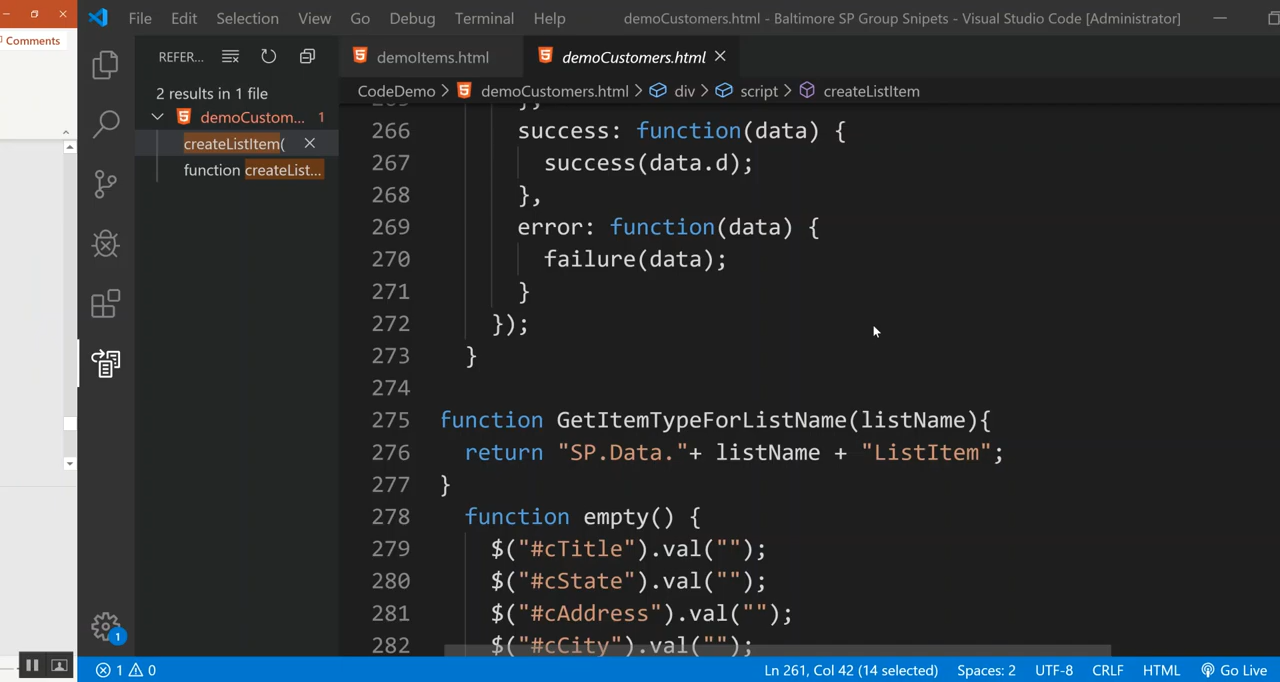 File Edit Selection View Go Debug Terminal Help demoCustomers.html - Baltimore SP Group Snipets - Visual Studio Code [Administrator]
Comments
REFER... demoItems.html demoCustomers.html
CodeDemo > demoCustomers.html > div > script > createListItem
2 results in 1 file
demoCustom... 1
createListItem(
function createList...
266 success: function(data) {
267 success(data.d);
268 },
269 error: function(data) {
270 failure(data);
271 }
272 });
273 }
274
275 function GetItemTypeForListName(listName){
276 return "SP.Data."+ listName + "ListItem";
277 }
278 function empty() {
279 $("#cTitle").val("");
280 $("#cState").val("");
281 $("#cAddress").val("");
282 $("#cCity").val("");
1
1 0 Ln 261, Col 42 (14 selected) Spaces: 2 UTF-8 CRLF HTML Go Live